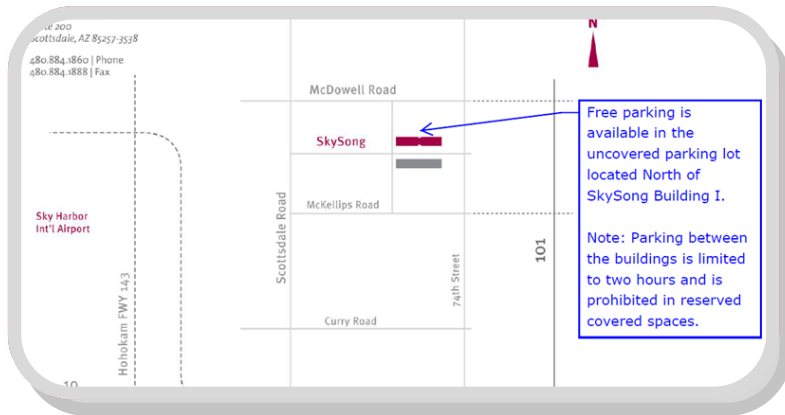 200
Scottsdale, AZ 85257-3538
480.884.1860 | Phone
480.884.1888 | Fax
N
McDowell Road
SkySong
McKellips Road
Sky Harbor
Int'l Airport
Scottsdale Road
Hohokam FWY 143
74th Street
101
Curry Road
10
Free parking is
available in the
uncovered parking lot
located North of
SkySong Building I.
Note: Parking between
the buildings is limited
to two hours and is
prohibited in reserved
covered spaces.